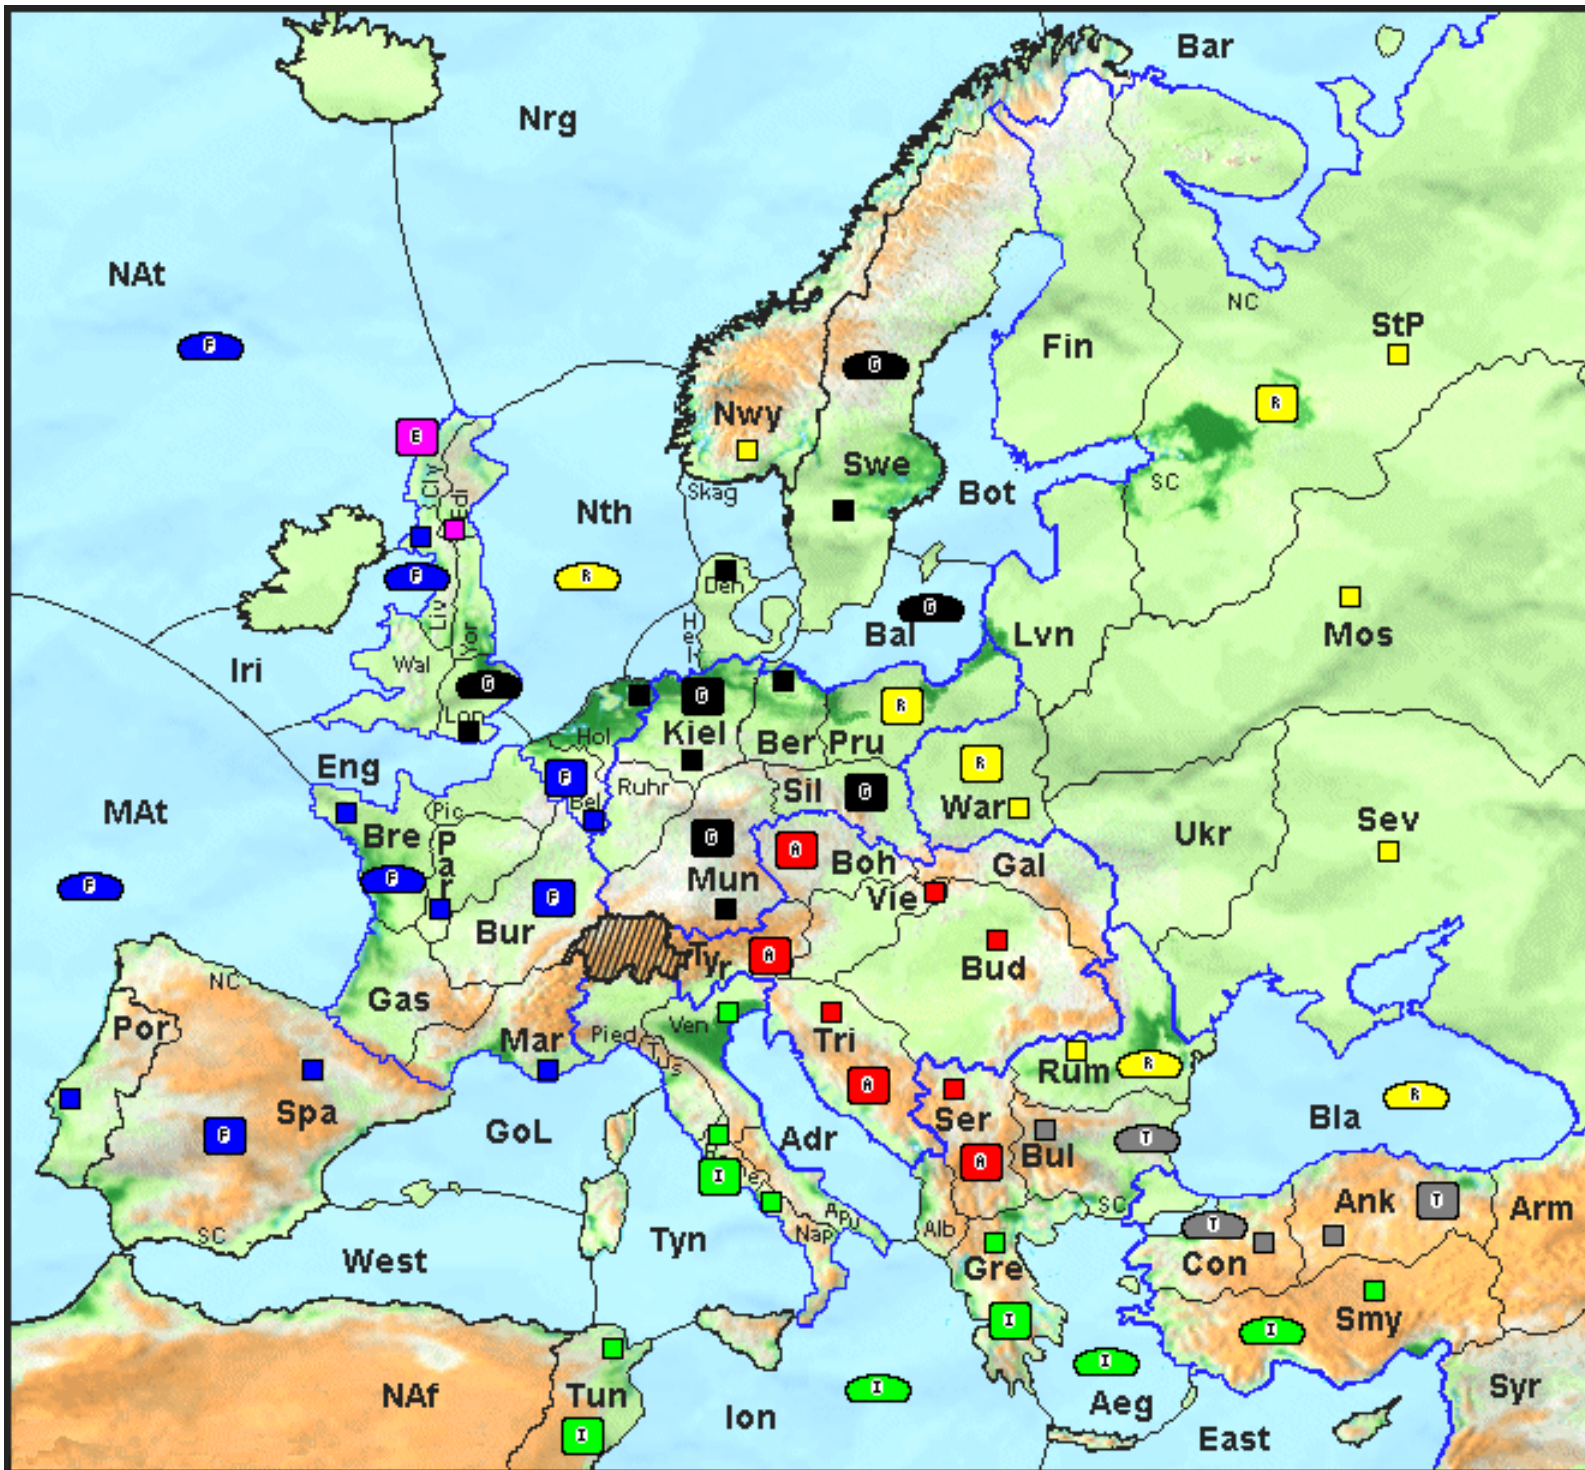 Bar
Nrg
NAt
NC
StP
Fin
R
F
G
Nwy
E
Swe
Cly
Edl
SC
Skag
Bot
Nth
F
R
Den
G
Hel
Bal
Lvn
Mos
Liv
Yor
Wal
Iri
G
Lon
G
R
Hol
Kiel
Ber
Pru
Eng
F
R
Ruhr
Sil
G
War
Bel
MAt
Pic
Bre
Par
G
A
Boh
Gal
Ukr
Sev
F
F
Mun
Vie
F
Bur
Tyr
A
Bud
NC
Gas
Por
Mar
Pied
Ven
Tus
Tri
Rum
R
A
R
Spa
F
GoL
Adr
Ser
Bul
T
Bla
A
I
Ank
T
Arm
SC
Apu
Nap
Alb
SC
T
West
Tyn
Gre
Con
Smy
I
I
I
I
NAf
Tun
Ion
Aeg
Syr
I
East